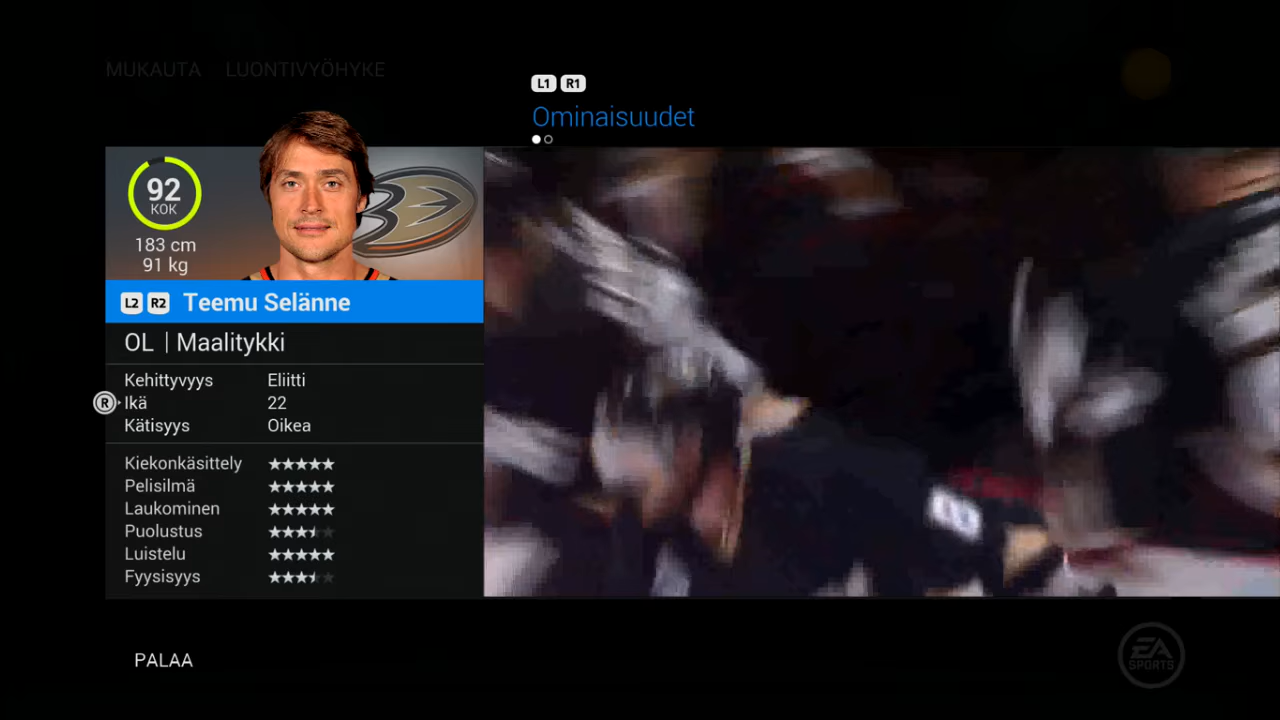 MUKAUTA LUONTIVYÖHYKE
L1 R1
Ominaisuudet
92
KOK
183 cm
91 kg
L2 R2 Teemu Selänne
OL | Maalitykki
Kehittyvyys Eliitti
R Ikä 22
Kätisyys Oikea
Kiekonkäsittely ★★★★★
Pelisilmä
Laukominen
Puolustus
Luistelu
Fyysisyys
PALAA
EA
SPORTS